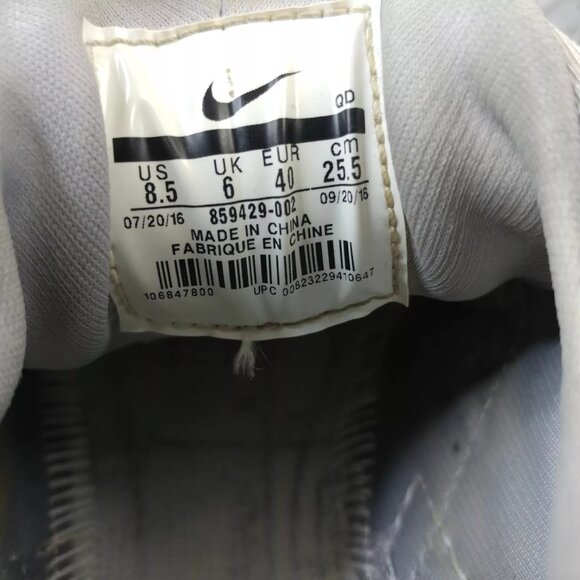 QD
US UK EUR cm
8.5 6 40 25.5
07/20/16 859429-002 09/20/16
MADE IN CHINA
FABRIQUE EN CHINE
106847800 UPC 00823229410647